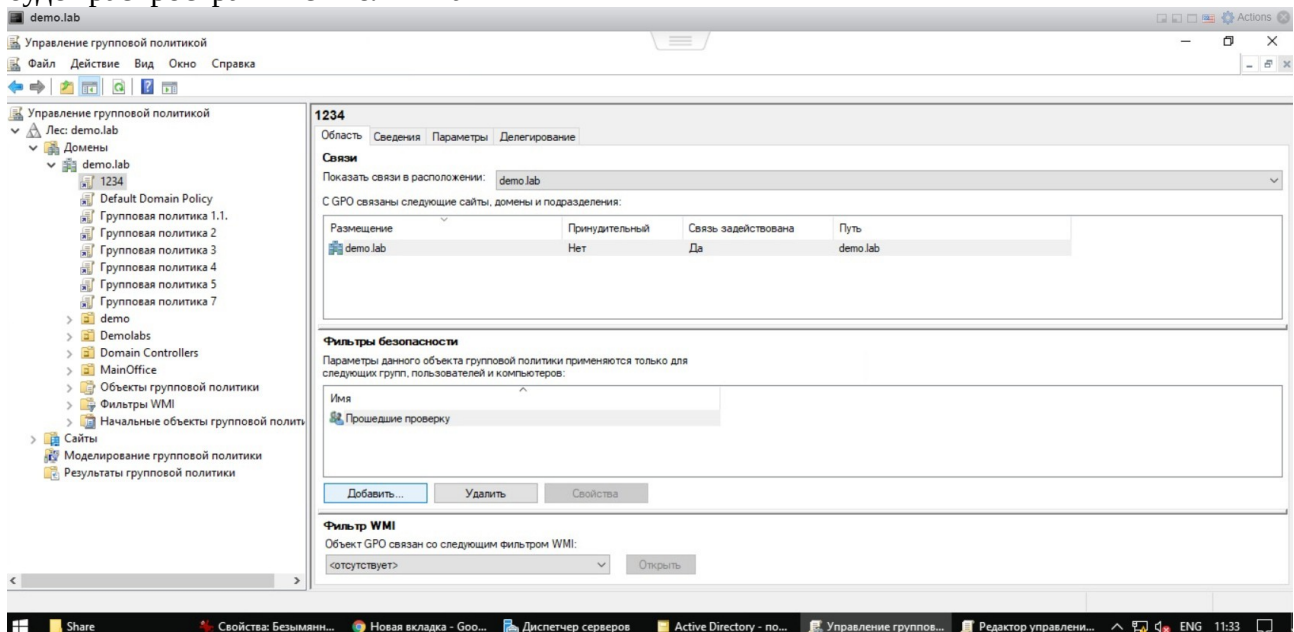 demo.lab
Actions
Управление групповой политикой
Файл Действие Вид Окно Справка
Управление групповой политикой
Лес: demo.lab
Домены
demo.lab
1234
Default Domain Policy
Групповая политика 1.1.
Групповая политика 2
Групповая политика 3
Групповая политика 4
Групповая политика 5
Групповая политика 7
demo
Demolabs
Domain Controllers
MainOffice
Объекты групповой политики
Фильтры WMI
Начальные объекты групповой полити
Сайты
Моделирование групповой политики
Результаты групповой политики
1234
Область Сведения Параметры Делегирование
Связи
Показать связи в расположении: demo.lab
С GPO связаны следующие сайты, домены и подразделения:
Размещение Принудительный Связь задействована Путь
demo.lab Нет Да demo.lab
Фильтры безопасности
Параметры данного объекта групповой политики применяются только для
следующих групп, пользователей и компьютеров:
Имя
Прошедшие проверку
Добавить... Удалить Свойства
Фильтр WMI
Объект GPO связан со следующим фильтром WMI:
<отсутствует> Открыть
Share Свойства: Безымянн... Новая вкладка - Goo... Диспетчер серверов Active Directory - по... Управление группов... Редактор управлени... ENG 11:33